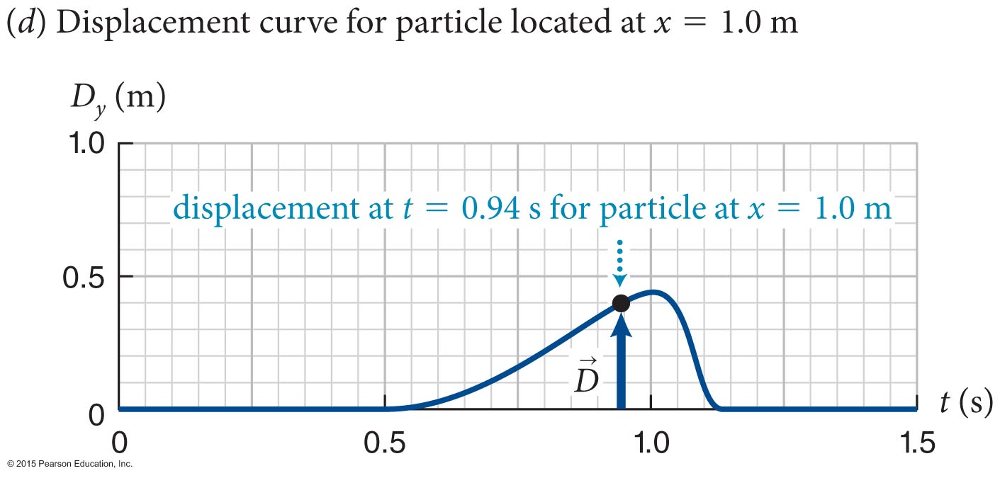 (d) Displacement curve for particle located at x = 1.0 m
D_y (m)
1.0
displacement at t = 0.94 s for particle at x = 1.0 m
0.5
D⃗
0
t (s)
0 0.5 1.0 1.5
© 2015 Pearson Education, Inc.